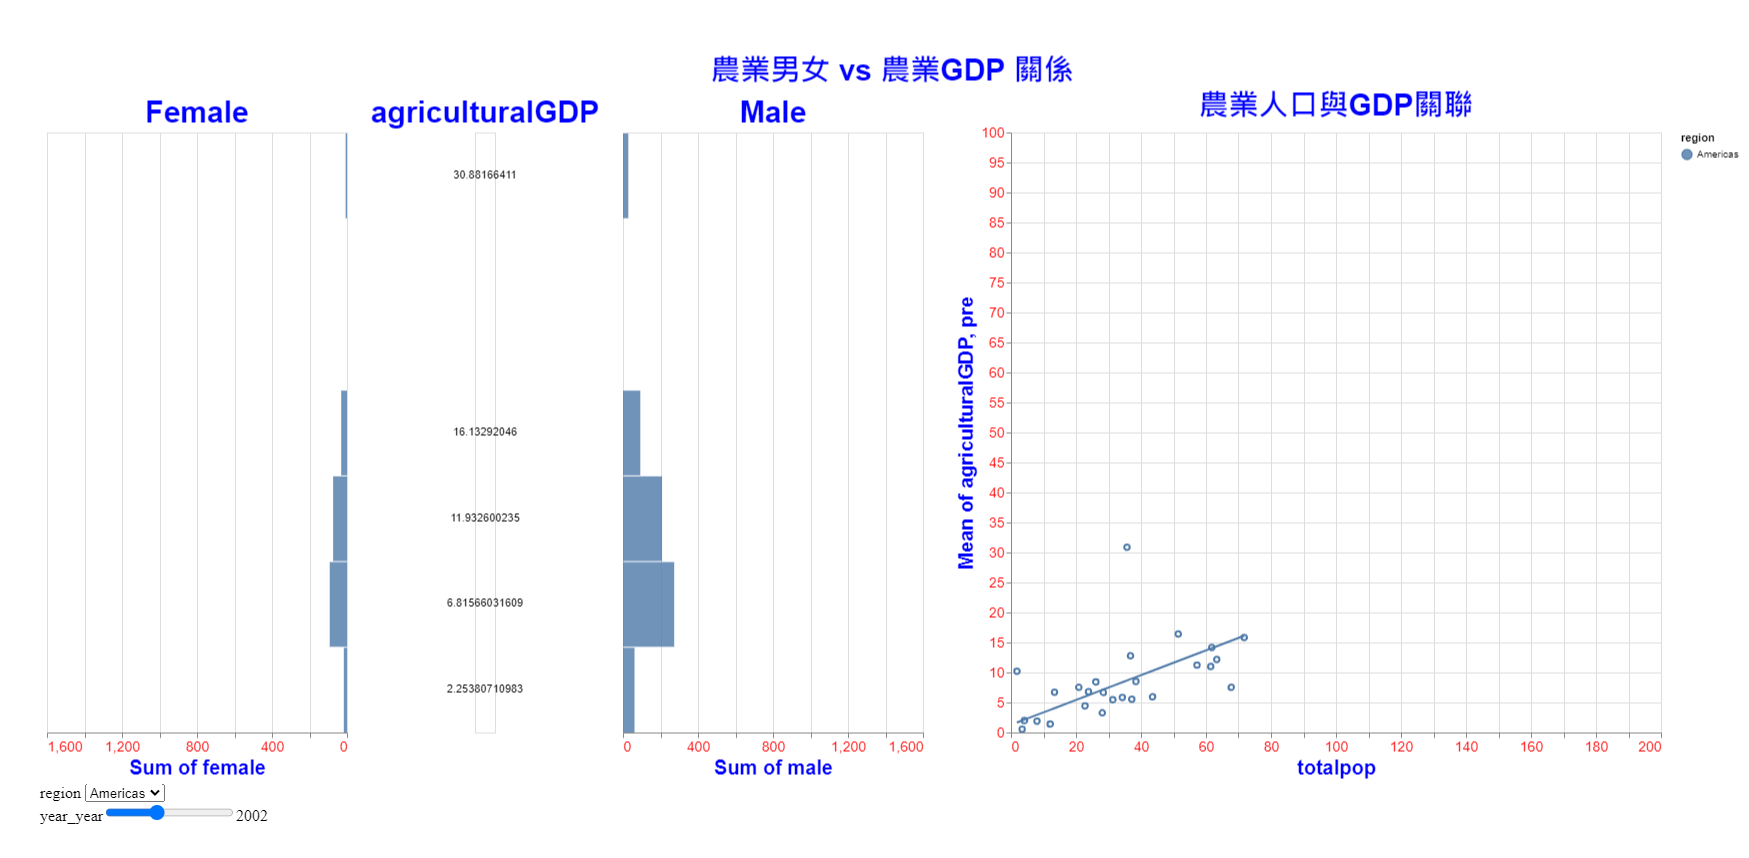 農業男女 vs 農業GDP 關係
Female
agriculturalGDP
Male
30.88166411
16.13292046
11.932600235
6.81566031609
2.25380710983
1,600 1,200 800 400 0
Sum of female
0 400 800 1,200 1,600
Sum of male
農業人口與GDP關聯
100
95
90
85
80
75
70
65
60
55
50
45
40
35
30
25
20
15
10
5
0
Mean of agriculturalGDP, pre
0 20 40 60 80 100 120 140 160 180 200
totalpop
region
Americas
region Americas
year_year 2002